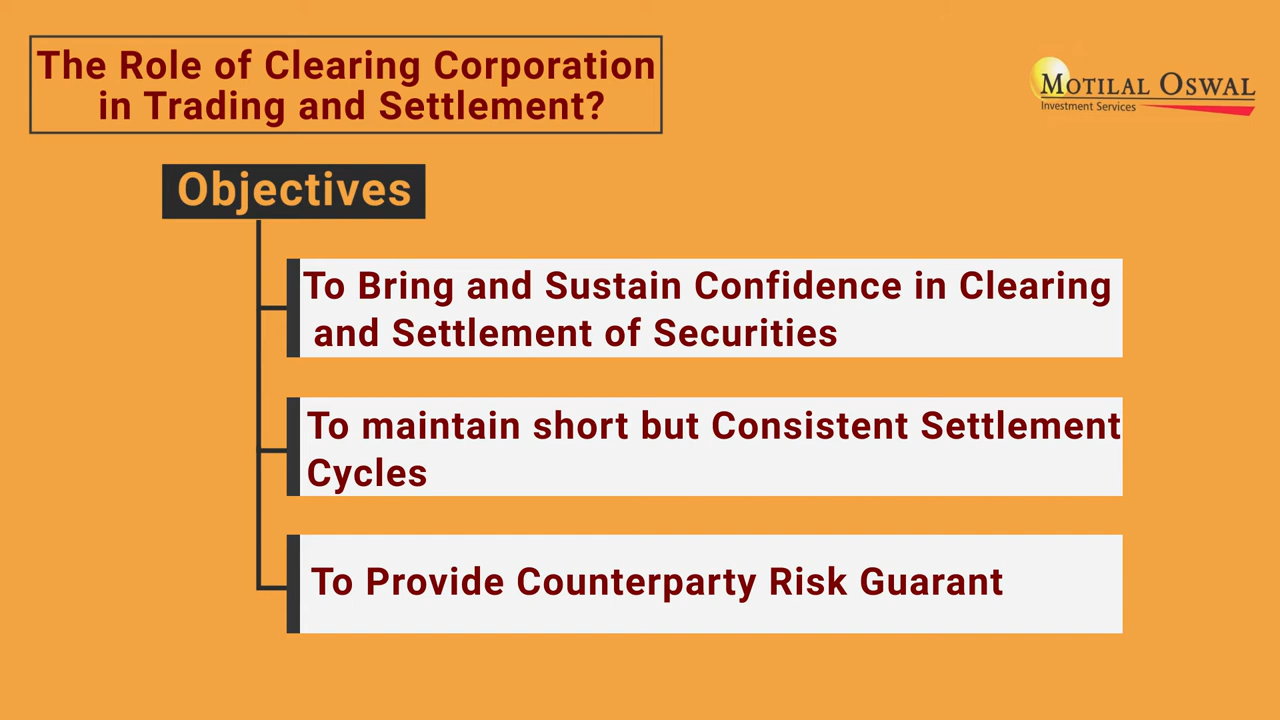 The Role of Clearing Corporation
in Trading and Settlement?
MOTILAL OSWAL
Investment Services
Objectives
To Bring and Sustain Confidence in Clearing
and Settlement of Securities
To maintain short but Consistent Settlement
Cycles
To Provide Counterparty Risk Guarant